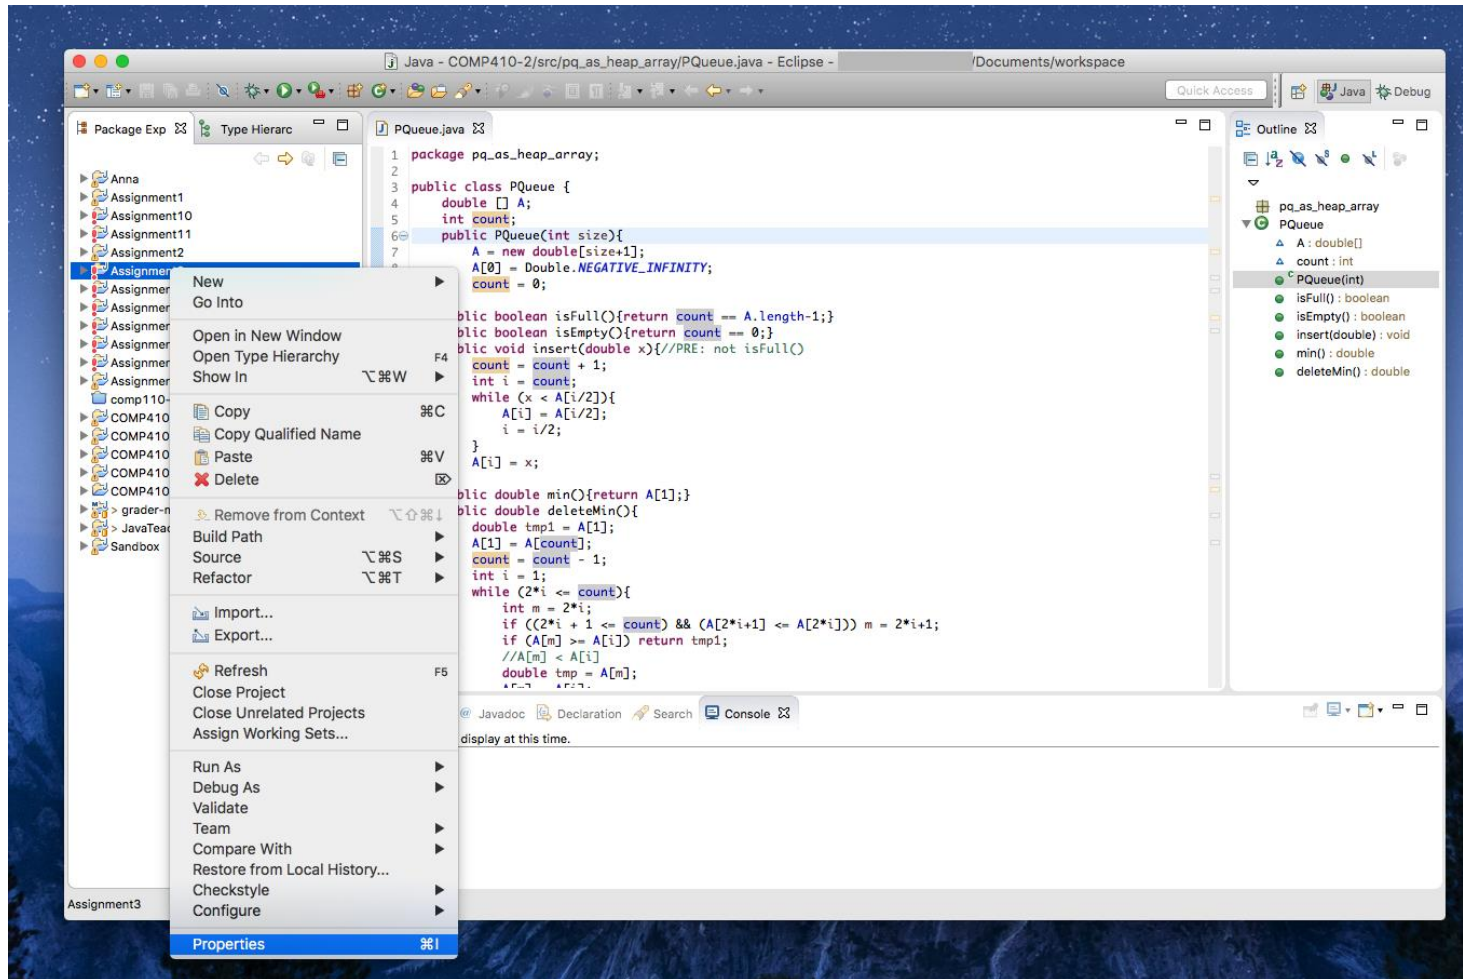 Java - COMP410-2/src/pq_as_heap_array/PQueue.java - Eclipse - /Documents/workspace
Quick Access
Java
Debug
Package Exp
Type Hierarc
Anna
Assignment1
Assignment10
Assignment11
Assignment2
Assignmen
Assignmer
Assignmer
Assignmer
Assignmer
Assignmer
Assignmer
comp110-
COMP410
COMP410
COMP410
COMP410
COMP410
> grader-n
> JavaTeac
Sandbox
New
Go Into
Open in New Window
Open Type Hierarchy F4
Show In ⌥⌘W
Copy ⌘C
Copy Qualified Name
Paste ⌘V
Delete ⌦
Remove from Context ⌥⇧⌘↓
Build Path
Source ⌥⌘S
Refactor ⌥⌘T
Import...
Export...
Refresh F5
Close Project
Close Unrelated Projects
Assign Working Sets...
Run As
Debug As
Validate
Team
Compare With
Restore from Local History...
Checkstyle
Configure
Properties ⌘I
Assignment3
PQueue.java
1 package pq_as_heap_array;
2
3 public class PQueue {
4 double [] A;
5 int count;
6 public PQueue(int size){
7 A = new double[size+1];
A[0] = Double.NEGATIVE_INFINITY;
count = 0;
blic boolean isFull(){return count == A.length-1;}
blic boolean isEmpty(){return count == 0;}
blic void insert(double x){//PRE: not isFull()
count = count + 1;
int i = count;
while (x < A[i/2]){
A[i] = A[i/2];
i = i/2;
}
A[i] = x;
blic double min(){return A[1];}
blic double deleteMin(){
double tmp1 = A[1];
A[1] = A[count];
count = count - 1;
int i = 1;
while (2*i <= count){
int m = 2*i;
if ((2*i + 1 <= count) && (A[2*i+1] <= A[2*i])) m = 2*i+1;
if (A[m] >= A[i]) return tmp1;
//A[m] < A[i]
double tmp = A[m];
Javadoc
Declaration
Search
Console
display at this time.
Outline
pq_as_heap_array
PQueue
A : double[]
count : int
PQueue(int)
isFull() : boolean
isEmpty() : boolean
insert(double) : void
min() : double
deleteMin() : double